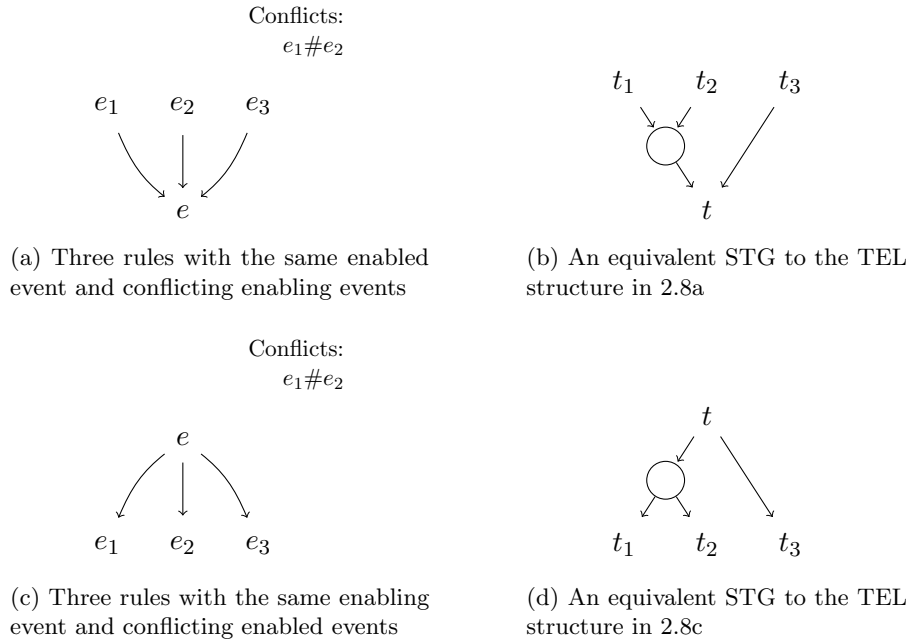 Conflicts:
e₁#e₂
e₁ e₂ e₃
e
t₁ t₂ t₃
t
(a) Three rules with the same enabled
event and conflicting enabling events
(b) An equivalent STG to the TEL
structure in 2.8a
Conflicts:
e₁#e₂
e
e₁ e₂ e₃
t
t₁ t₂ t₃
(c) Three rules with the same enabling
event and conflicting enabled events
(d) An equivalent STG to the TEL
structure in 2.8c